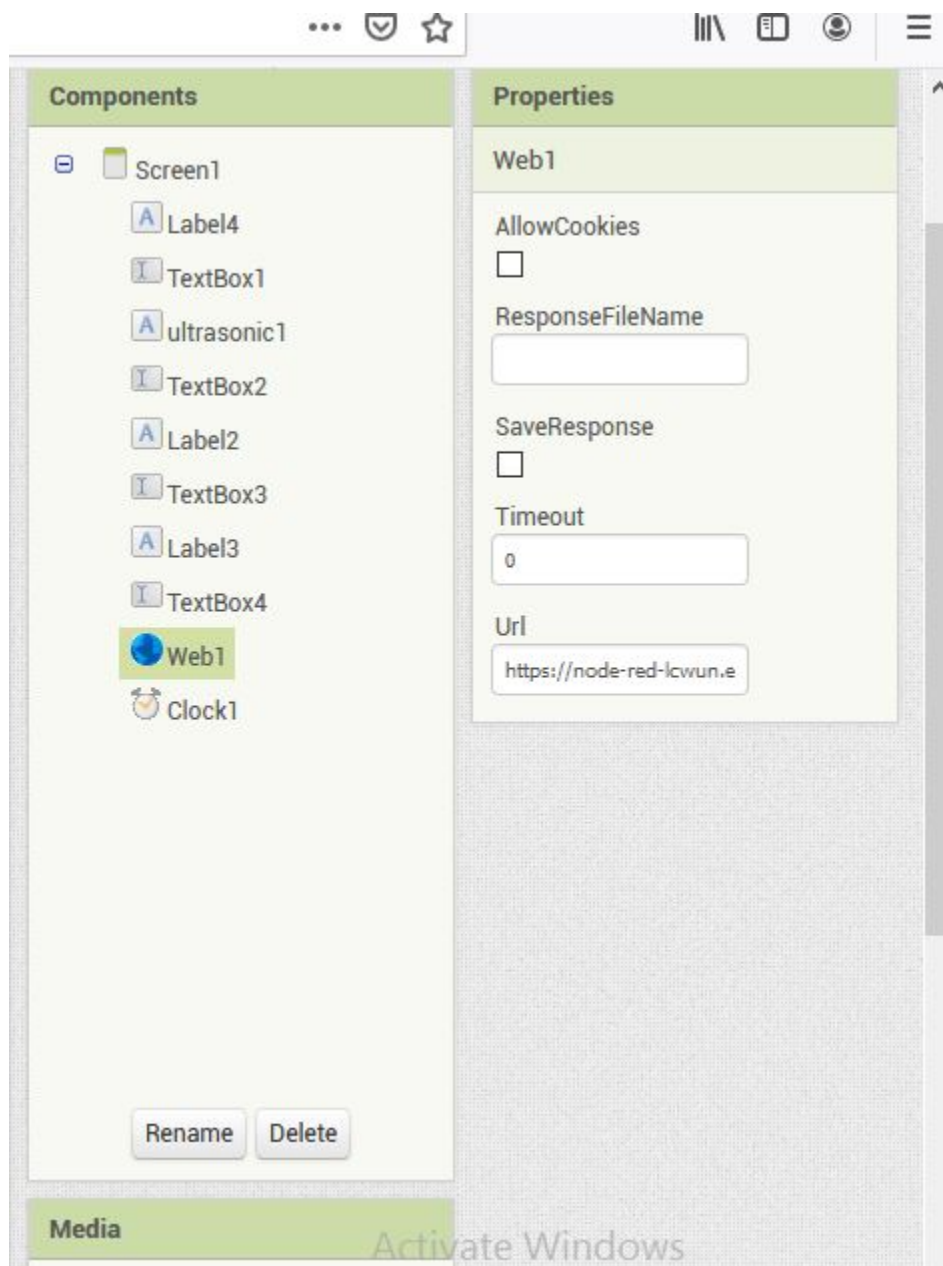 Components
Screen1
Label4
TextBox1
ultrasonic1
TextBox2
Label2
TextBox3
Label3
TextBox4
Web1
Clock1
Rename Delete
Media
Properties
Web1
AllowCookies
ResponseFileName
SaveResponse
Timeout
0
Url
https://node-red-lcwun.e
Activate Windows